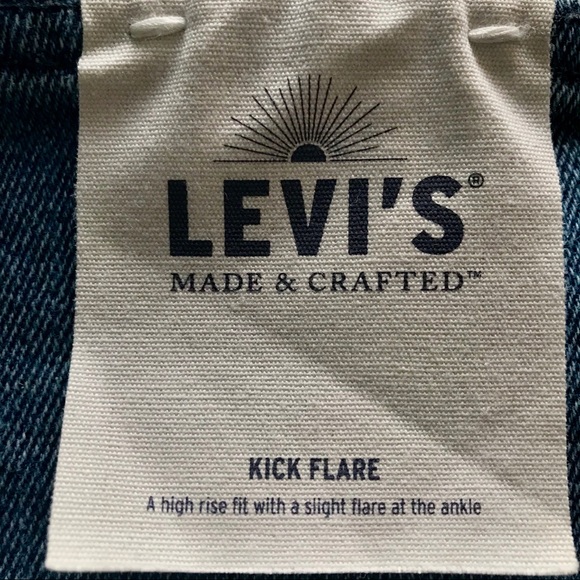 LEVI'S®
MADE & CRAFTED™
KICK FLARE
A high rise fit with a slight flare at the ankle